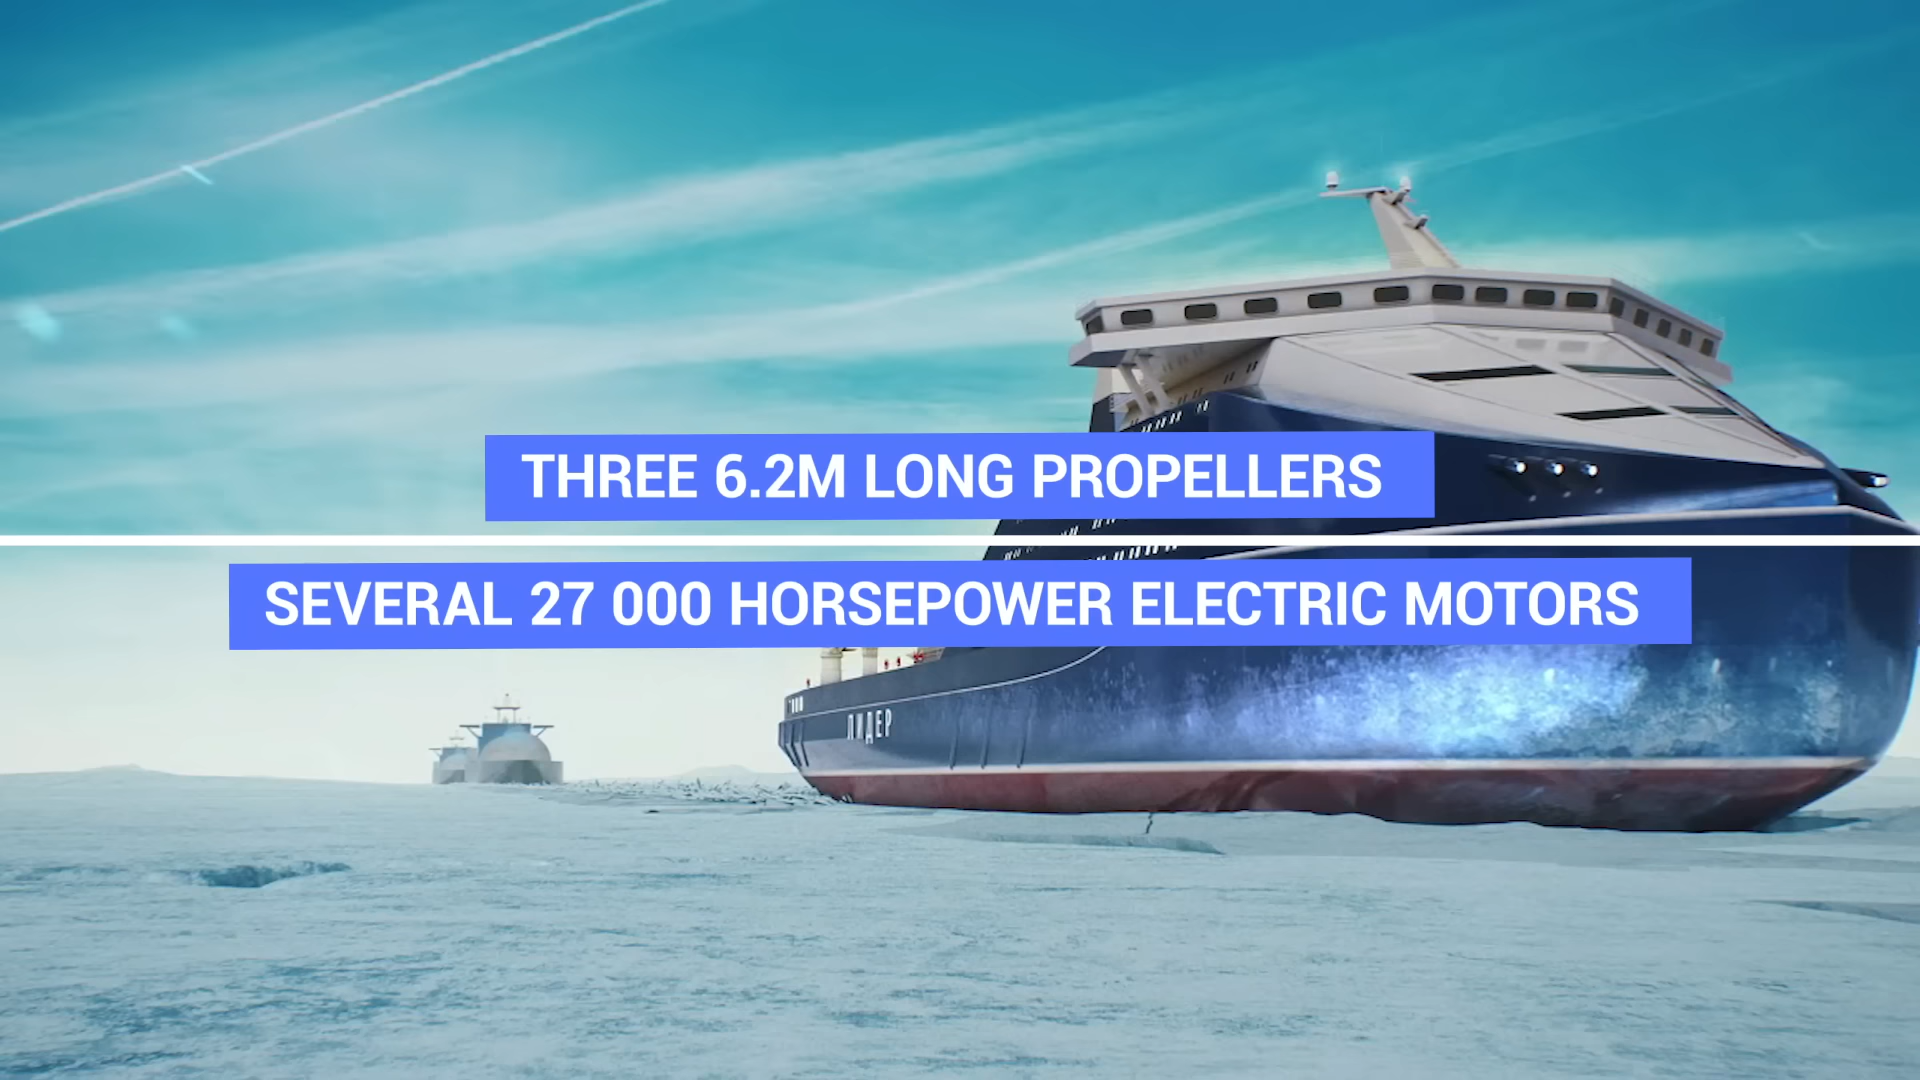 THREE 6.2M LONG PROPELLERS
SEVERAL 27 000 HORSEPOWER ELECTRIC MOTORS
ЛИДЕР